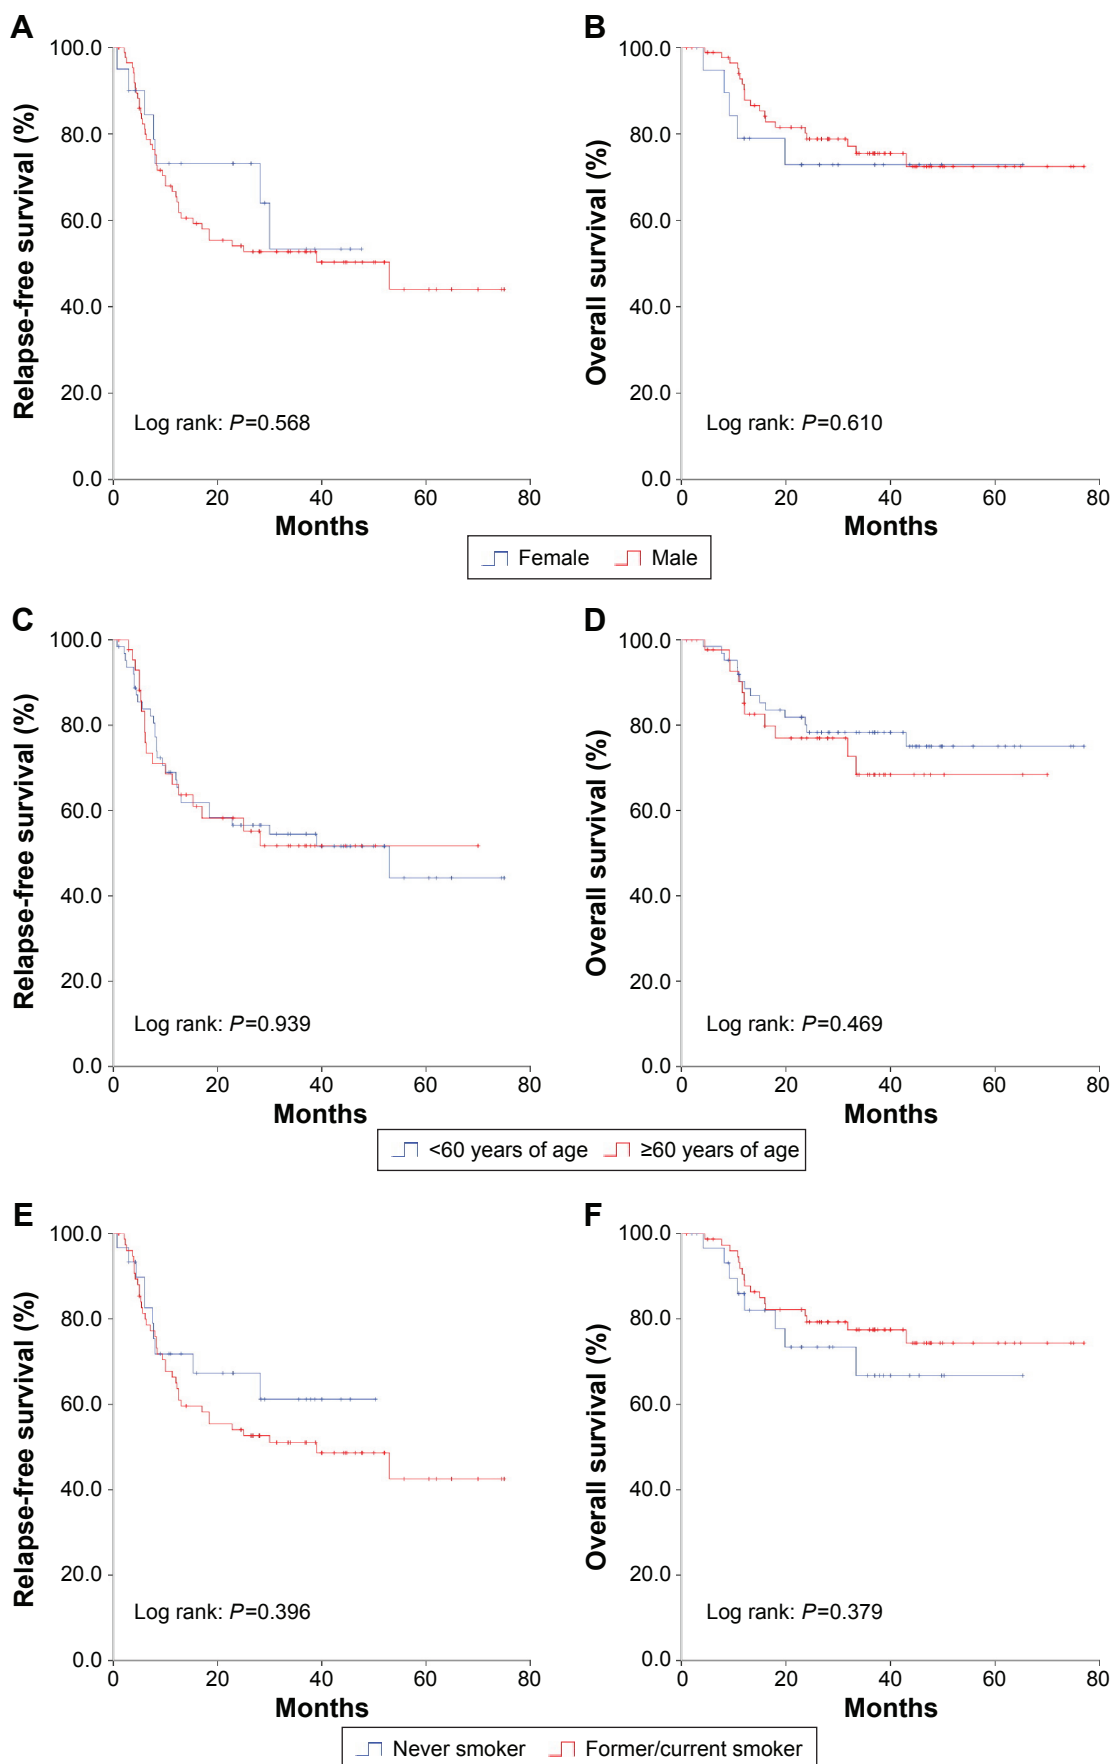 A
B
Relapse-free survival (%)
100.0
80.0
60.0
40.0
20.0
0.0
Log rank: P=0.568
0 20 40 60 80
Months
Overall survival (%)
100.0
80.0
60.0
40.0
20.0
0.0
Log rank: P=0.610
0 20 40 60 80
Months
Female Male
C
D
Relapse-free survival (%)
100.0
80.0
60.0
40.0
20.0
0.0
Log rank: P=0.939
0 20 40 60 80
Months
Overall survival (%)
100.0
80.0
60.0
40.0
20.0
0.0
Log rank: P=0.469
0 20 40 60 80
Months
<60 years of age ≥60 years of age
E
F
Relapse-free survival (%)
100.0
80.0
60.0
40.0
20.0
0.0
Log rank: P=0.396
0 20 40 60 80
Months
Overall survival (%)
100.0
80.0
60.0
40.0
20.0
0.0
Log rank: P=0.379
0 20 40 60 80
Months
Never smoker Former/current smoker